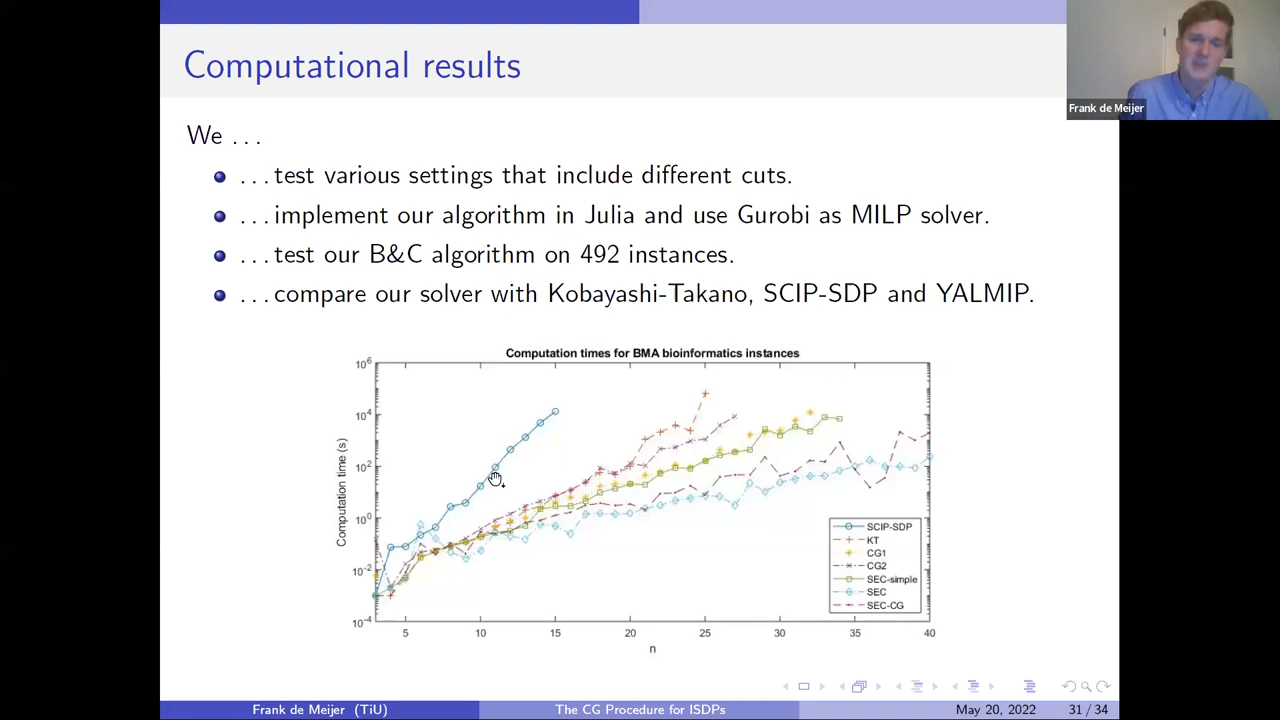 Computational results
Frank de Meijer
We ...
...test various settings that include different cuts.
...implement our algorithm in Julia and use Gurobi as MILP solver.
...test our B&C algorithm on 492 instances.
...compare our solver with Kobayashi-Takano, SCIP-SDP and YALMIP.
Computation times for BMA bioinformatics instances
10^6
10^4
10^2
10^0
10^-2
10^-4
Computation time (s)
SCIP-SDP
KT
CG1
CG2
SEC-simple
SEC
SEC-CG
5 10 15 20 25 30 35 40
n
Frank de Meijer (TiU) The CG Procedure for ISDPs May 20, 2022 31 / 34